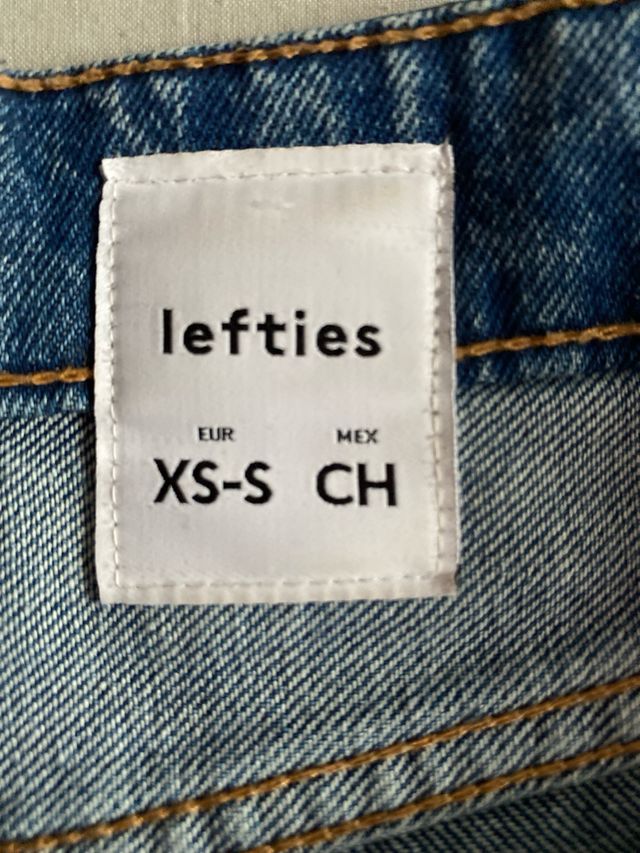 lefties
EUR MEX
XS-S CH